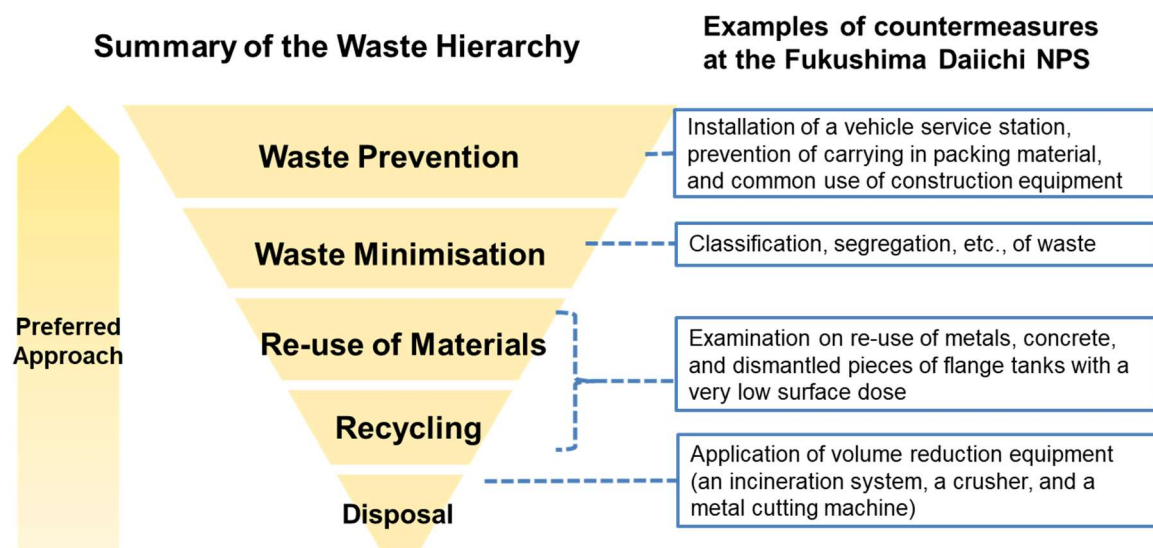 Summary of the Waste Hierarchy
Examples of countermeasures
at the Fukushima Daiichi NPS
Preferred
Approach
Waste Prevention
Installation of a vehicle service station,
prevention of carrying in packing material,
and common use of construction equipment
Waste Minimisation
Classification, segregation, etc., of waste
Re-use of Materials
Recycling
Examination on re-use of metals, concrete,
and dismantled pieces of flange tanks with a
very low surface dose
Disposal
Application of volume reduction equipment
(an incineration system, a crusher, and a
metal cutting machine)